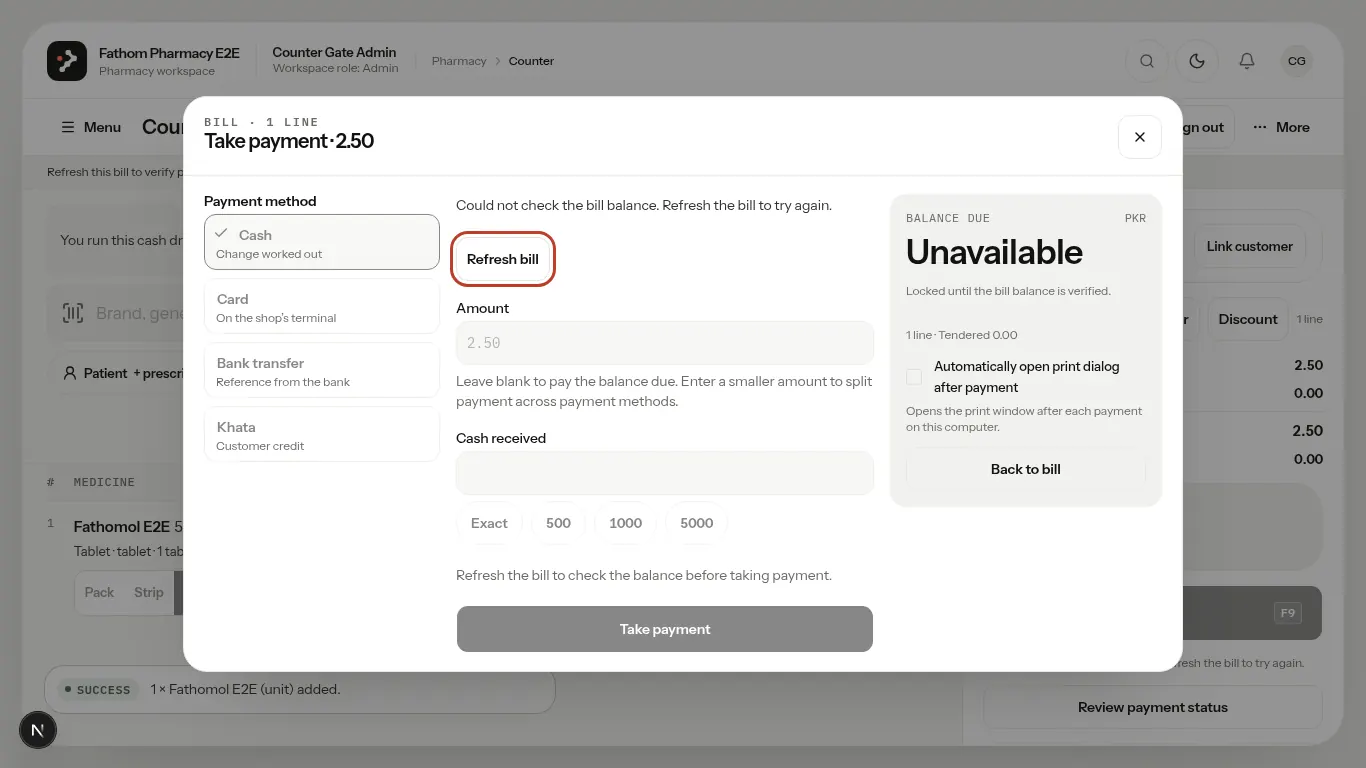 Fathom Pharmacy E2E
Pharmacy workspace
Counter Gate Admin
Workspace role: Admin
Pharmacy > Counter
CG
Menu
Cou
gn out
··· More
Refresh this bill to verify p
BILL · 1 LINE
Take payment · 2.50
You run this cash dr
Link customer
Brand, gene
r
Discount
1 line
Patient + prescri
2.50
0.00
2.50
0.00
# MEDICINE
1 Fathomol E2E 5
Tablet · tablet · 1 tab
Pack Strip
F9
resh the bill to try again.
SUCCESS 1 × Fathomol E2E (unit) added.
Review payment status
N
Payment method
Cash
Change worked out
Card
On the shop's terminal
Bank transfer
Reference from the bank
Khata
Customer credit
Could not check the bill balance. Refresh the bill to try again.
Refresh bill
Amount
2.50
Leave blank to pay the balance due. Enter a smaller amount to split
payment across payment methods.
Cash received
Exact 500 1000 5000
Refresh the bill to check the balance before taking payment.
Take payment
BALANCE DUE PKR
Unavailable
Locked until the bill balance is verified.
1 line · Tendered 0.00
Automatically open print dialog
after payment
Opens the print window after each payment
on this computer.
Back to bill